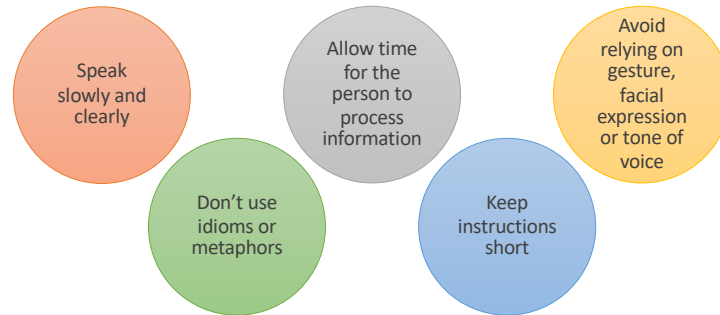 Speak
slowly and
clearly
Don’t use
idioms or
metaphors
Allow time
for the
person to
process
information
Keep
instructions
short
Avoid
relying on
gesture,
facial
expression
or tone of
voice